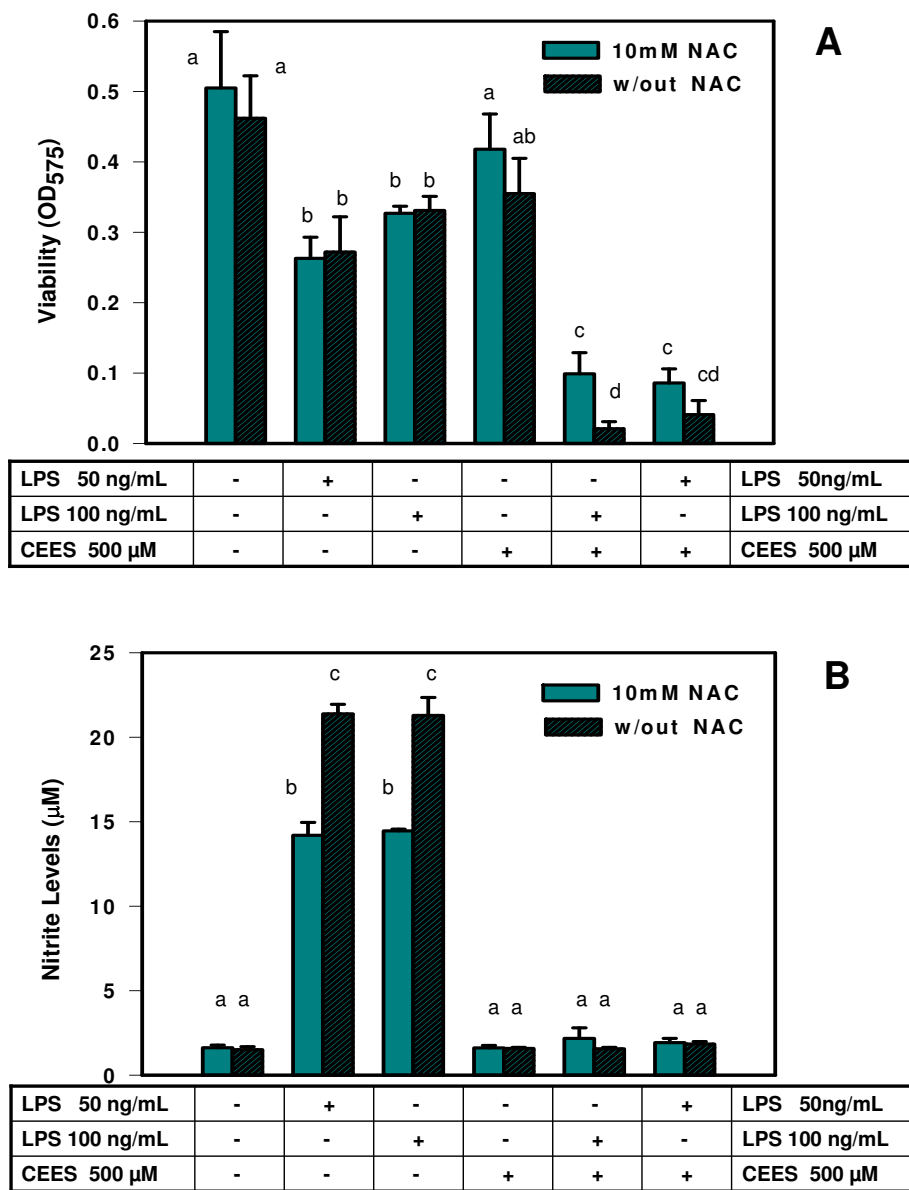 A
0.6
0.5
0.4
0.3
0.2
0.1
0.0
Viability (OD575)
10mM NAC
w/out NAC
a a b b b b a ab c d c cd
LPS 50 ng/mL - + - - - + LPS 50ng/mL
LPS 100 ng/mL - - + - + - LPS 100 ng/mL
CEES 500 µM - - - + + + CEES 500 µM
B
25
20
15
10
5
0
Nitrite Levels (µM)
10mM NAC
w/out NAC
a a b c b c a a a a a a
LPS 50 ng/mL - + - - - + LPS 50ng/mL
LPS 100 ng/mL - - + - + - LPS 100 ng/mL
CEES 500 µM - - - + + + CEES 500 µM